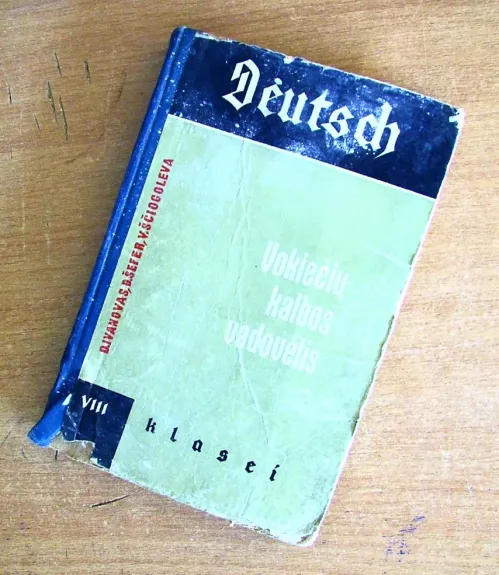 Deutsch
D.IVANOVAS, D.ŠEFER, V.ŠČIOGOLEVA
Vokiečių
kalbos
vadovėlis
VIII
klasei